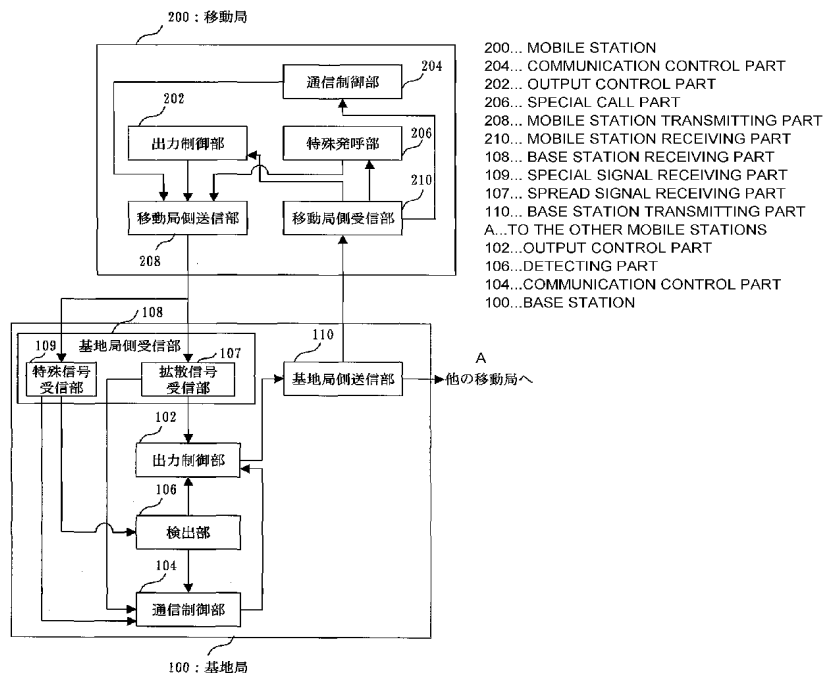 200：移動局
204
通信制御部
202
206
出力制御部
特殊発呼部
210
移動局側送信部
移動局側受信部
208
200... MOBILE STATION
204... COMMUNICATION CONTROL PART
202... OUTPUT CONTROL PART
206... SPECIAL CALL PART
208... MOBILE STATION TRANSMITTING PART
210... MOBILE STATION RECEIVING PART
108... BASE STATION RECEIVING PART
109... SPECIAL SIGNAL RECEIVING PART
107... SPREAD SIGNAL RECEIVING PART
110... BASE STATION TRANSMITTING PART
A...TO THE OTHER MOBILE STATIONS
102...OUTPUT CONTROL PART
106...DETECTING PART
104...COMMUNICATION CONTROL PART
100...BASE STATION
108
基地局側受信部
109
107
特殊信号
受信部
拡散信号
受信部
110
基地局側送信部
A
他の移動局へ
102
出力制御部
106
検出部
104
通信制御部
100：基地局